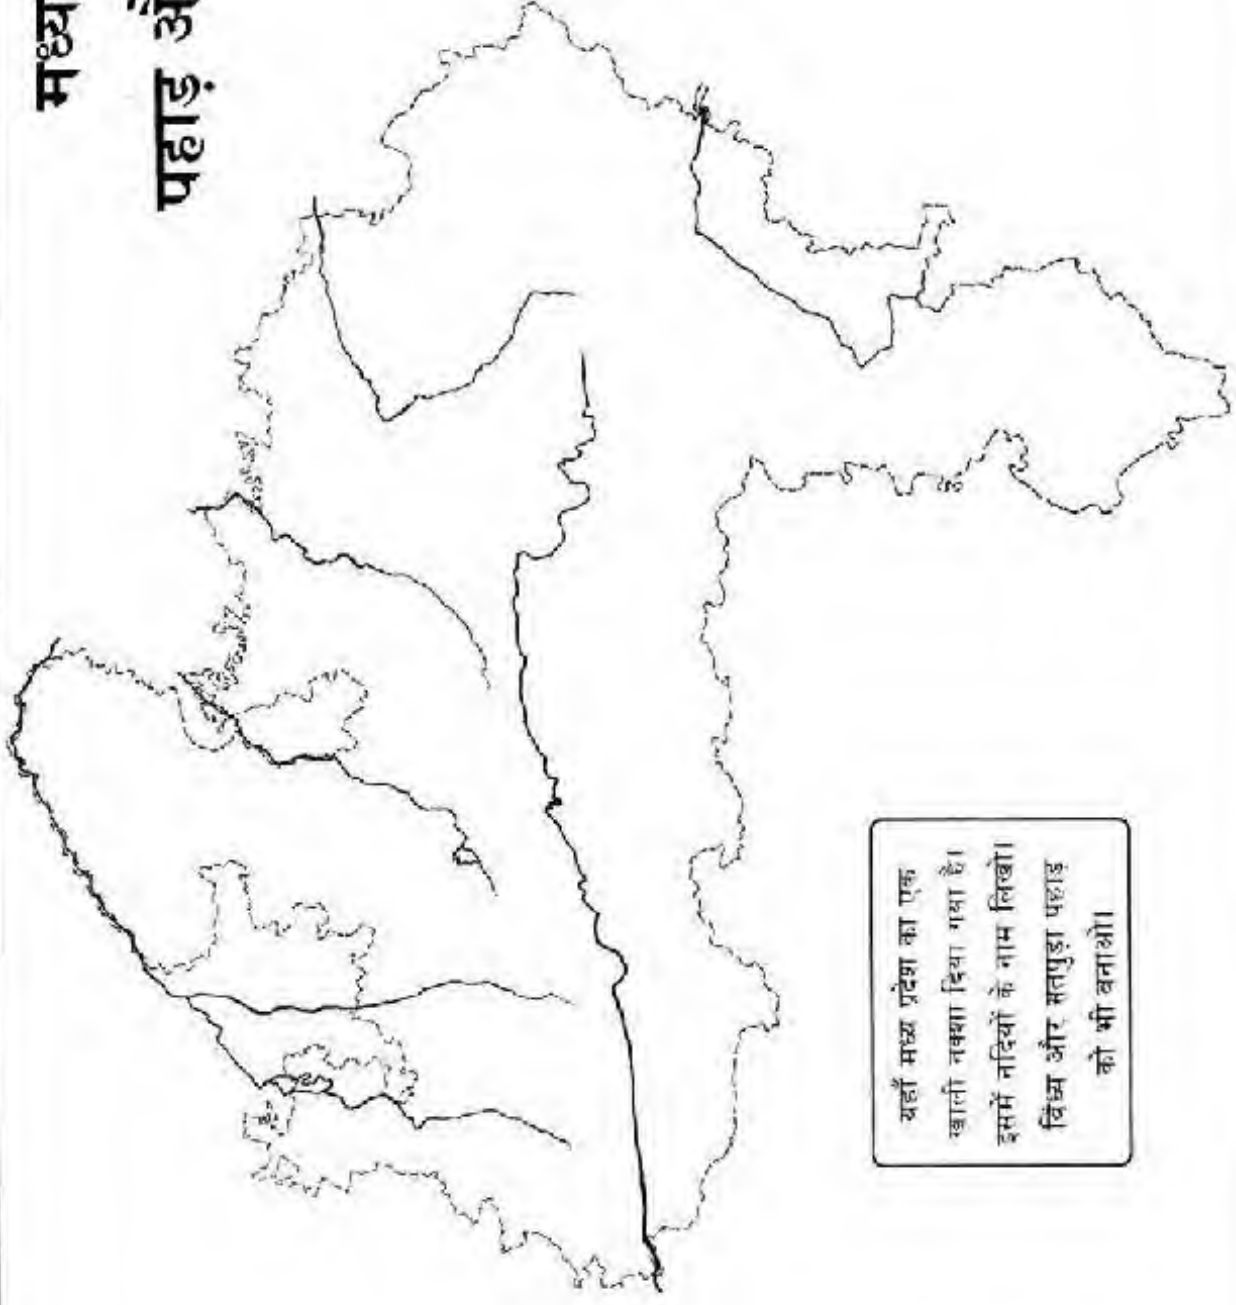 मध्य
पहाड़ औ
यहाँ मध्य प्रदेश का एक
खाली नक्शा दिया गया है।
इसमें नदियों के नाम लिखो।
विंध्य और सतपुड़ा पहाड़
को भी बनाओ।